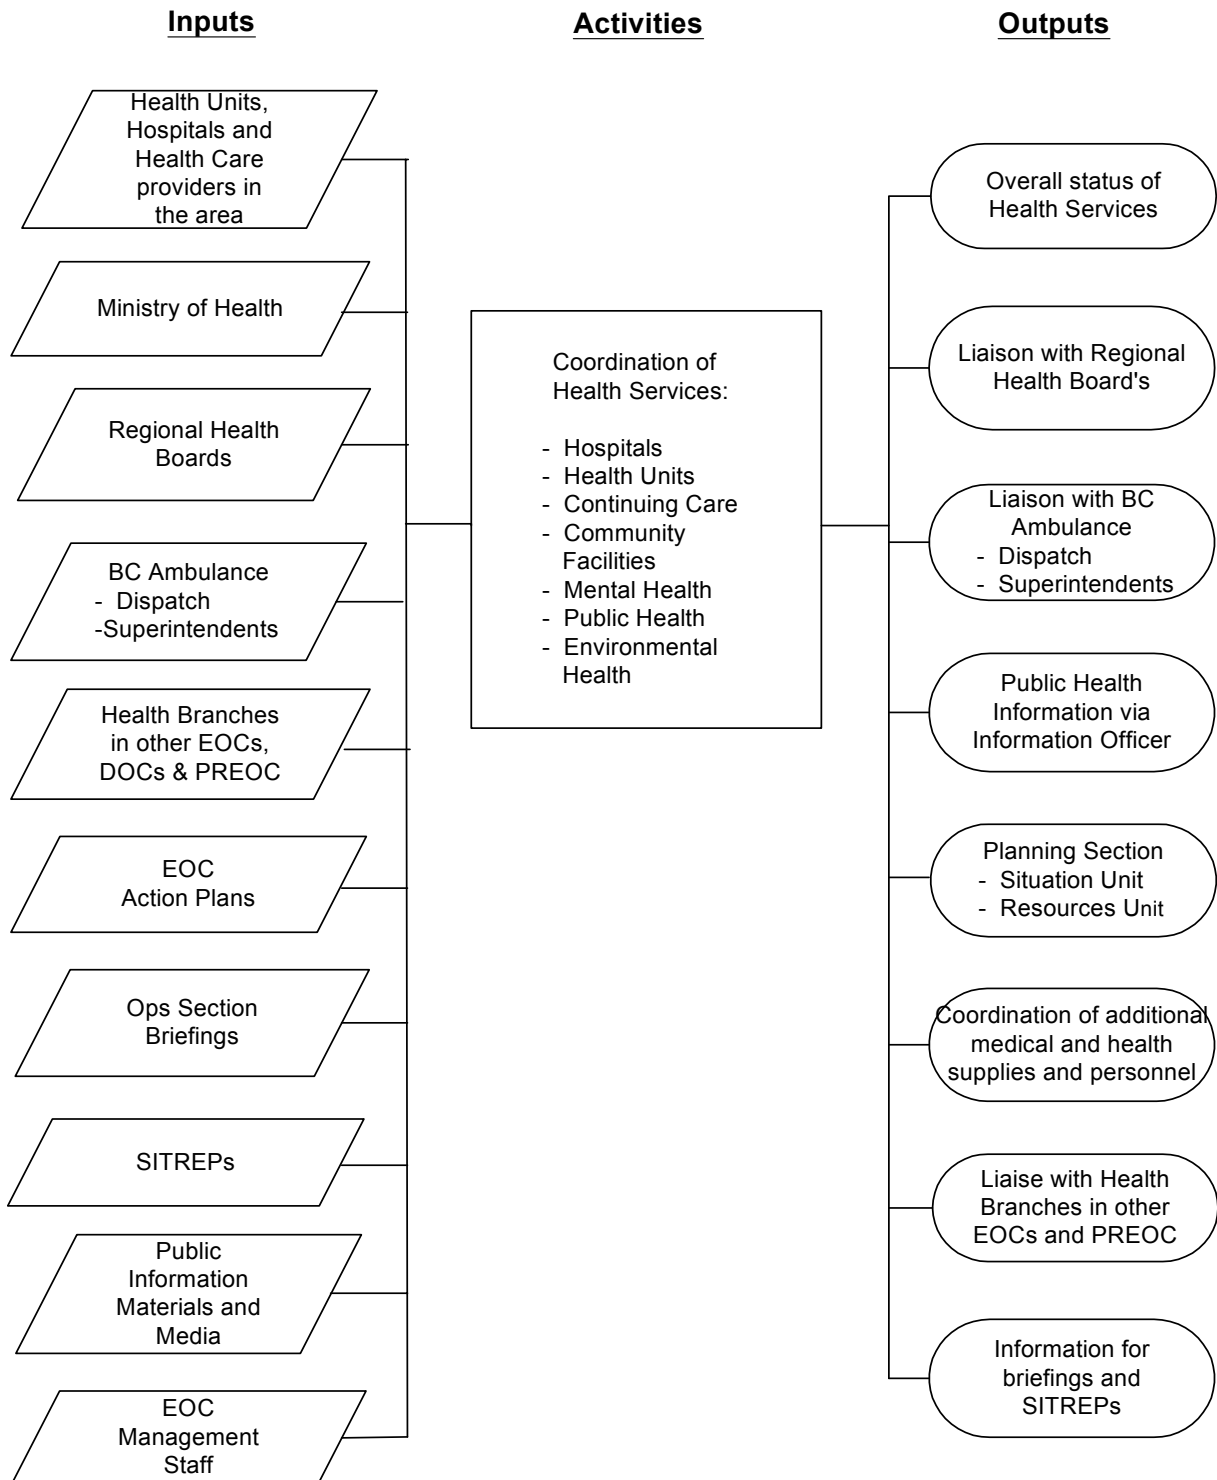 Inputs
Activities
Outputs
Health Units,
Hospitals and
Health Care
providers in
the area
Ministry of Health
Regional Health
Boards
BC Ambulance
- Dispatch
-Superintendents
Health Branches
in other EOCs,
DOCs & PREOC
EOC
Action Plans
Ops Section
Briefings
SITREPs
Public
Information
Materials and
Media
EOC
Management
Staff
Coordination of
Health Services:
- Hospitals
- Health Units
- Continuing Care
- Community
Facilities
- Mental Health
- Public Health
- Environmental
Health
Overall status of
Health Services
Liaison with Regional
Health Board's
Liaison with BC
Ambulance
- Dispatch
- Superintendents
Public Health
Information via
Information Officer
Planning Section
- Situation Unit
- Resources Unit
Coordination of additional
medical and health
supplies and personnel
Liaise with Health
Branches in other
EOCs and PREOC
Information for
briefings and
SITREPs